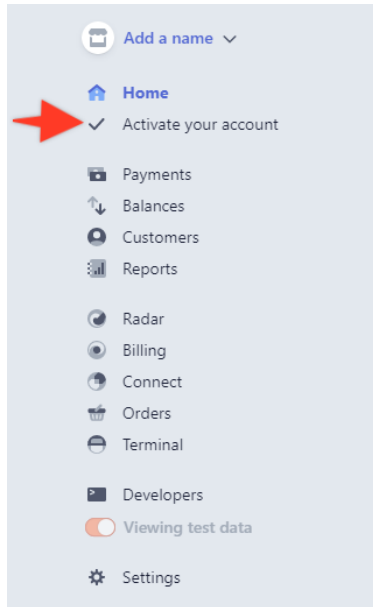 Add a name
Home
Activate your account
Payments
Balances
Customers
Reports
Radar
Billing
Connect
Orders
Terminal
Developers
Viewing test data
Settings